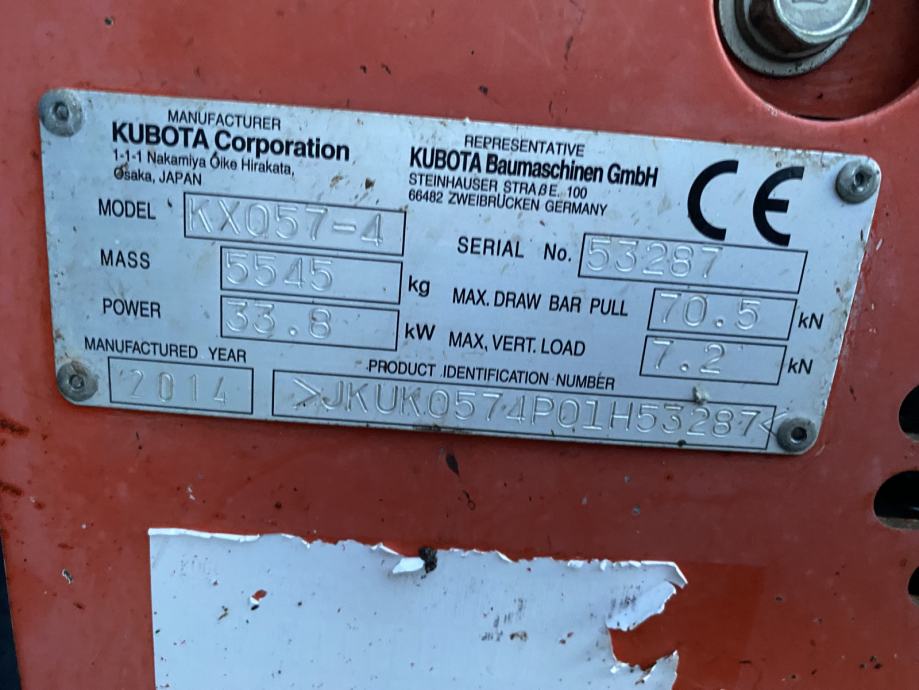 MANUFACTURER
KUBOTA Corporation
1-1-1 Nakamiya Ōike Hirakata,
Osaka, JAPAN
REPRESENTATIVE
KUBOTA Baumaschinen GmbH
STEINHAUSER STRAßE. 100
66482 ZWEIBRÜCKEN GERMANY
CE
MODEL KX057-4
SERIAL No. 53287
MASS 5545 kg
MAX. DRAW BAR PULL 70.5 kN
POWER 33.8 kW
MAX. VERT. LOAD 7.2 kN
MANUFACTURED YEAR
2014
PRODUCT IDENTIFICATION NUMBER
>JKUK0574P01H53287<